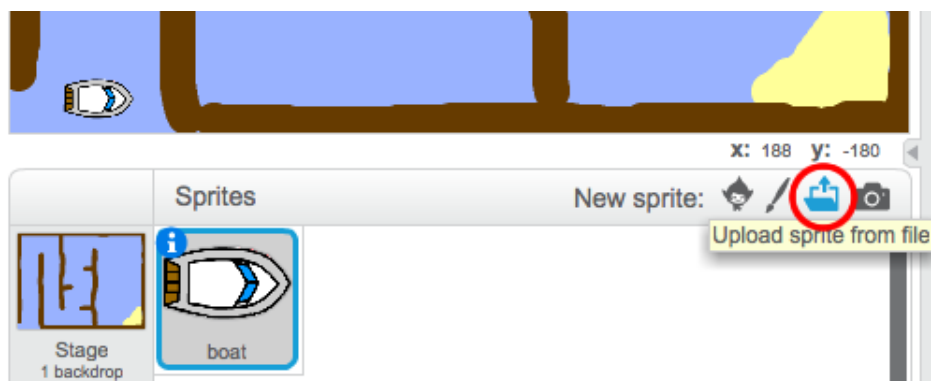 x: 188 y: -180
Sprites New sprite:
Upload sprite from file
i
Stage
1 backdrop
boat